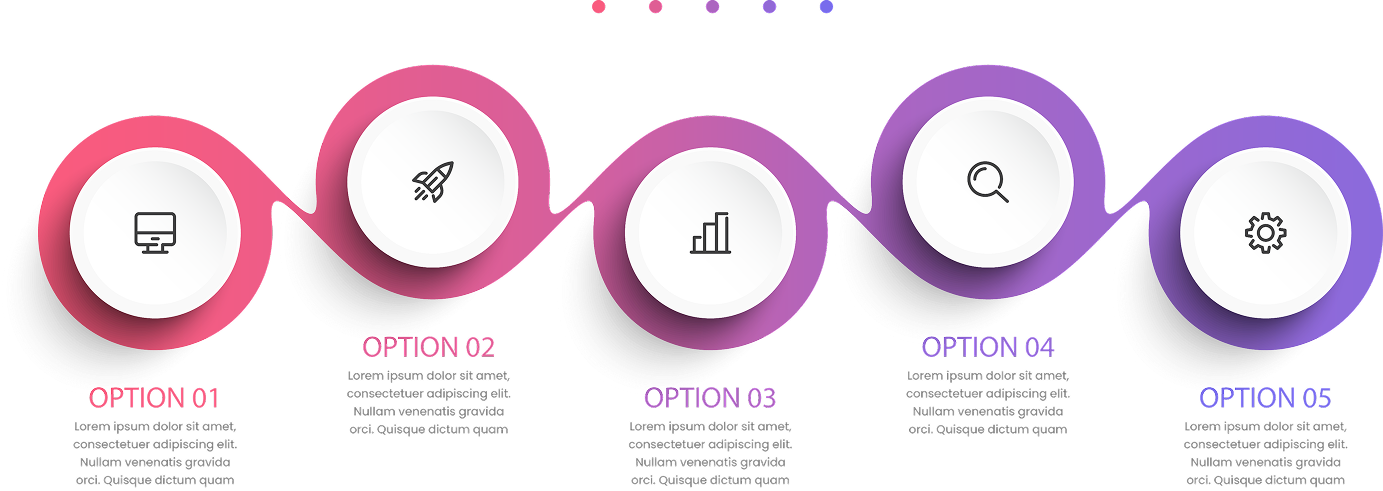 OPTION 01
Lorem ipsum dolor sit amet,
consectetuer adipiscing elit.
Nullam venenatis gravida
orci. Quisque dictum quam
OPTION 02
Lorem ipsum dolor sit amet,
consectetuer adipiscing elit.
Nullam venenatis gravida
orci. Quisque dictum quam
OPTION 03
Lorem ipsum dolor sit amet,
consectetuer adipiscing elit.
Nullam venenatis gravida
orci. Quisque dictum quam
OPTION 04
Lorem ipsum dolor sit amet,
consectetuer adipiscing elit.
Nullam venenatis gravida
orci. Quisque dictum quam
OPTION 05
Lorem ipsum dolor sit amet,
consectetuer adipiscing elit.
Nullam venenatis gravida
orci. Quisque dictum quam